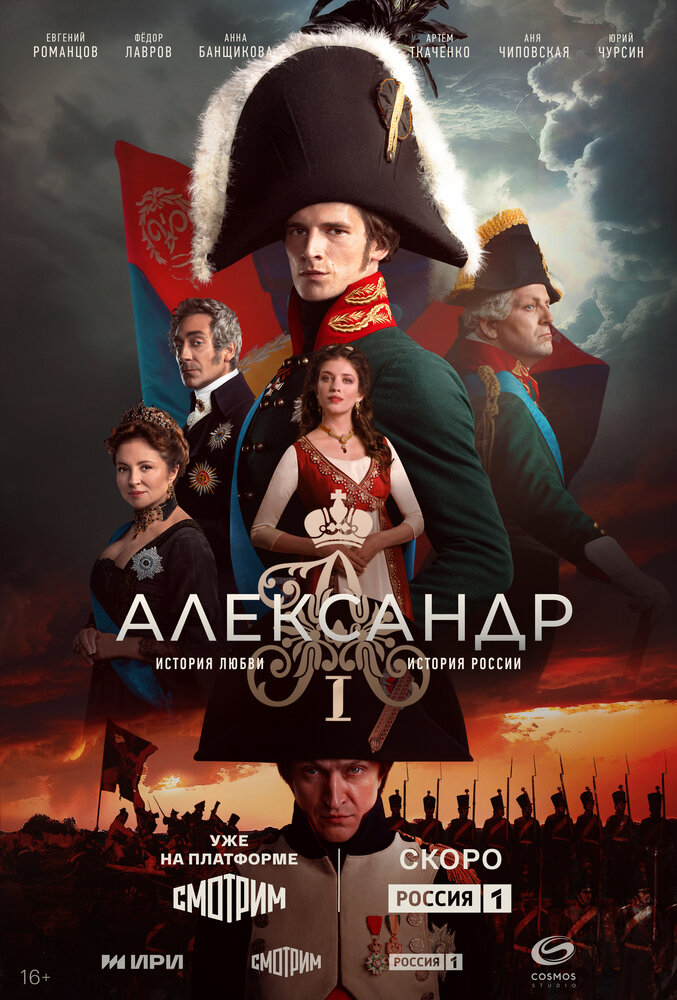 ЕВГЕНИЙ РОМАНЦОВ
ФЁДОР ЛАВРОВ
АННА БАНЩИКОВА
АРТЕМ ТКАЧЕНКО
АНЯ ЧИПОВСКАЯ
ЮРИЙ ЧУРСИН
АЛЕКСАНДР
ИСТОРИЯ ЛЮБВИ
ИСТОРИЯ РОССИИ
I
УЖЕ
НА ПЛАТФОРМЕ
СМОТРИМ
СКОРО
РОССИЯ 1
16+
ИРИ
СМОТРИМ
РОССИЯ 1
COSMOS
STUDIO